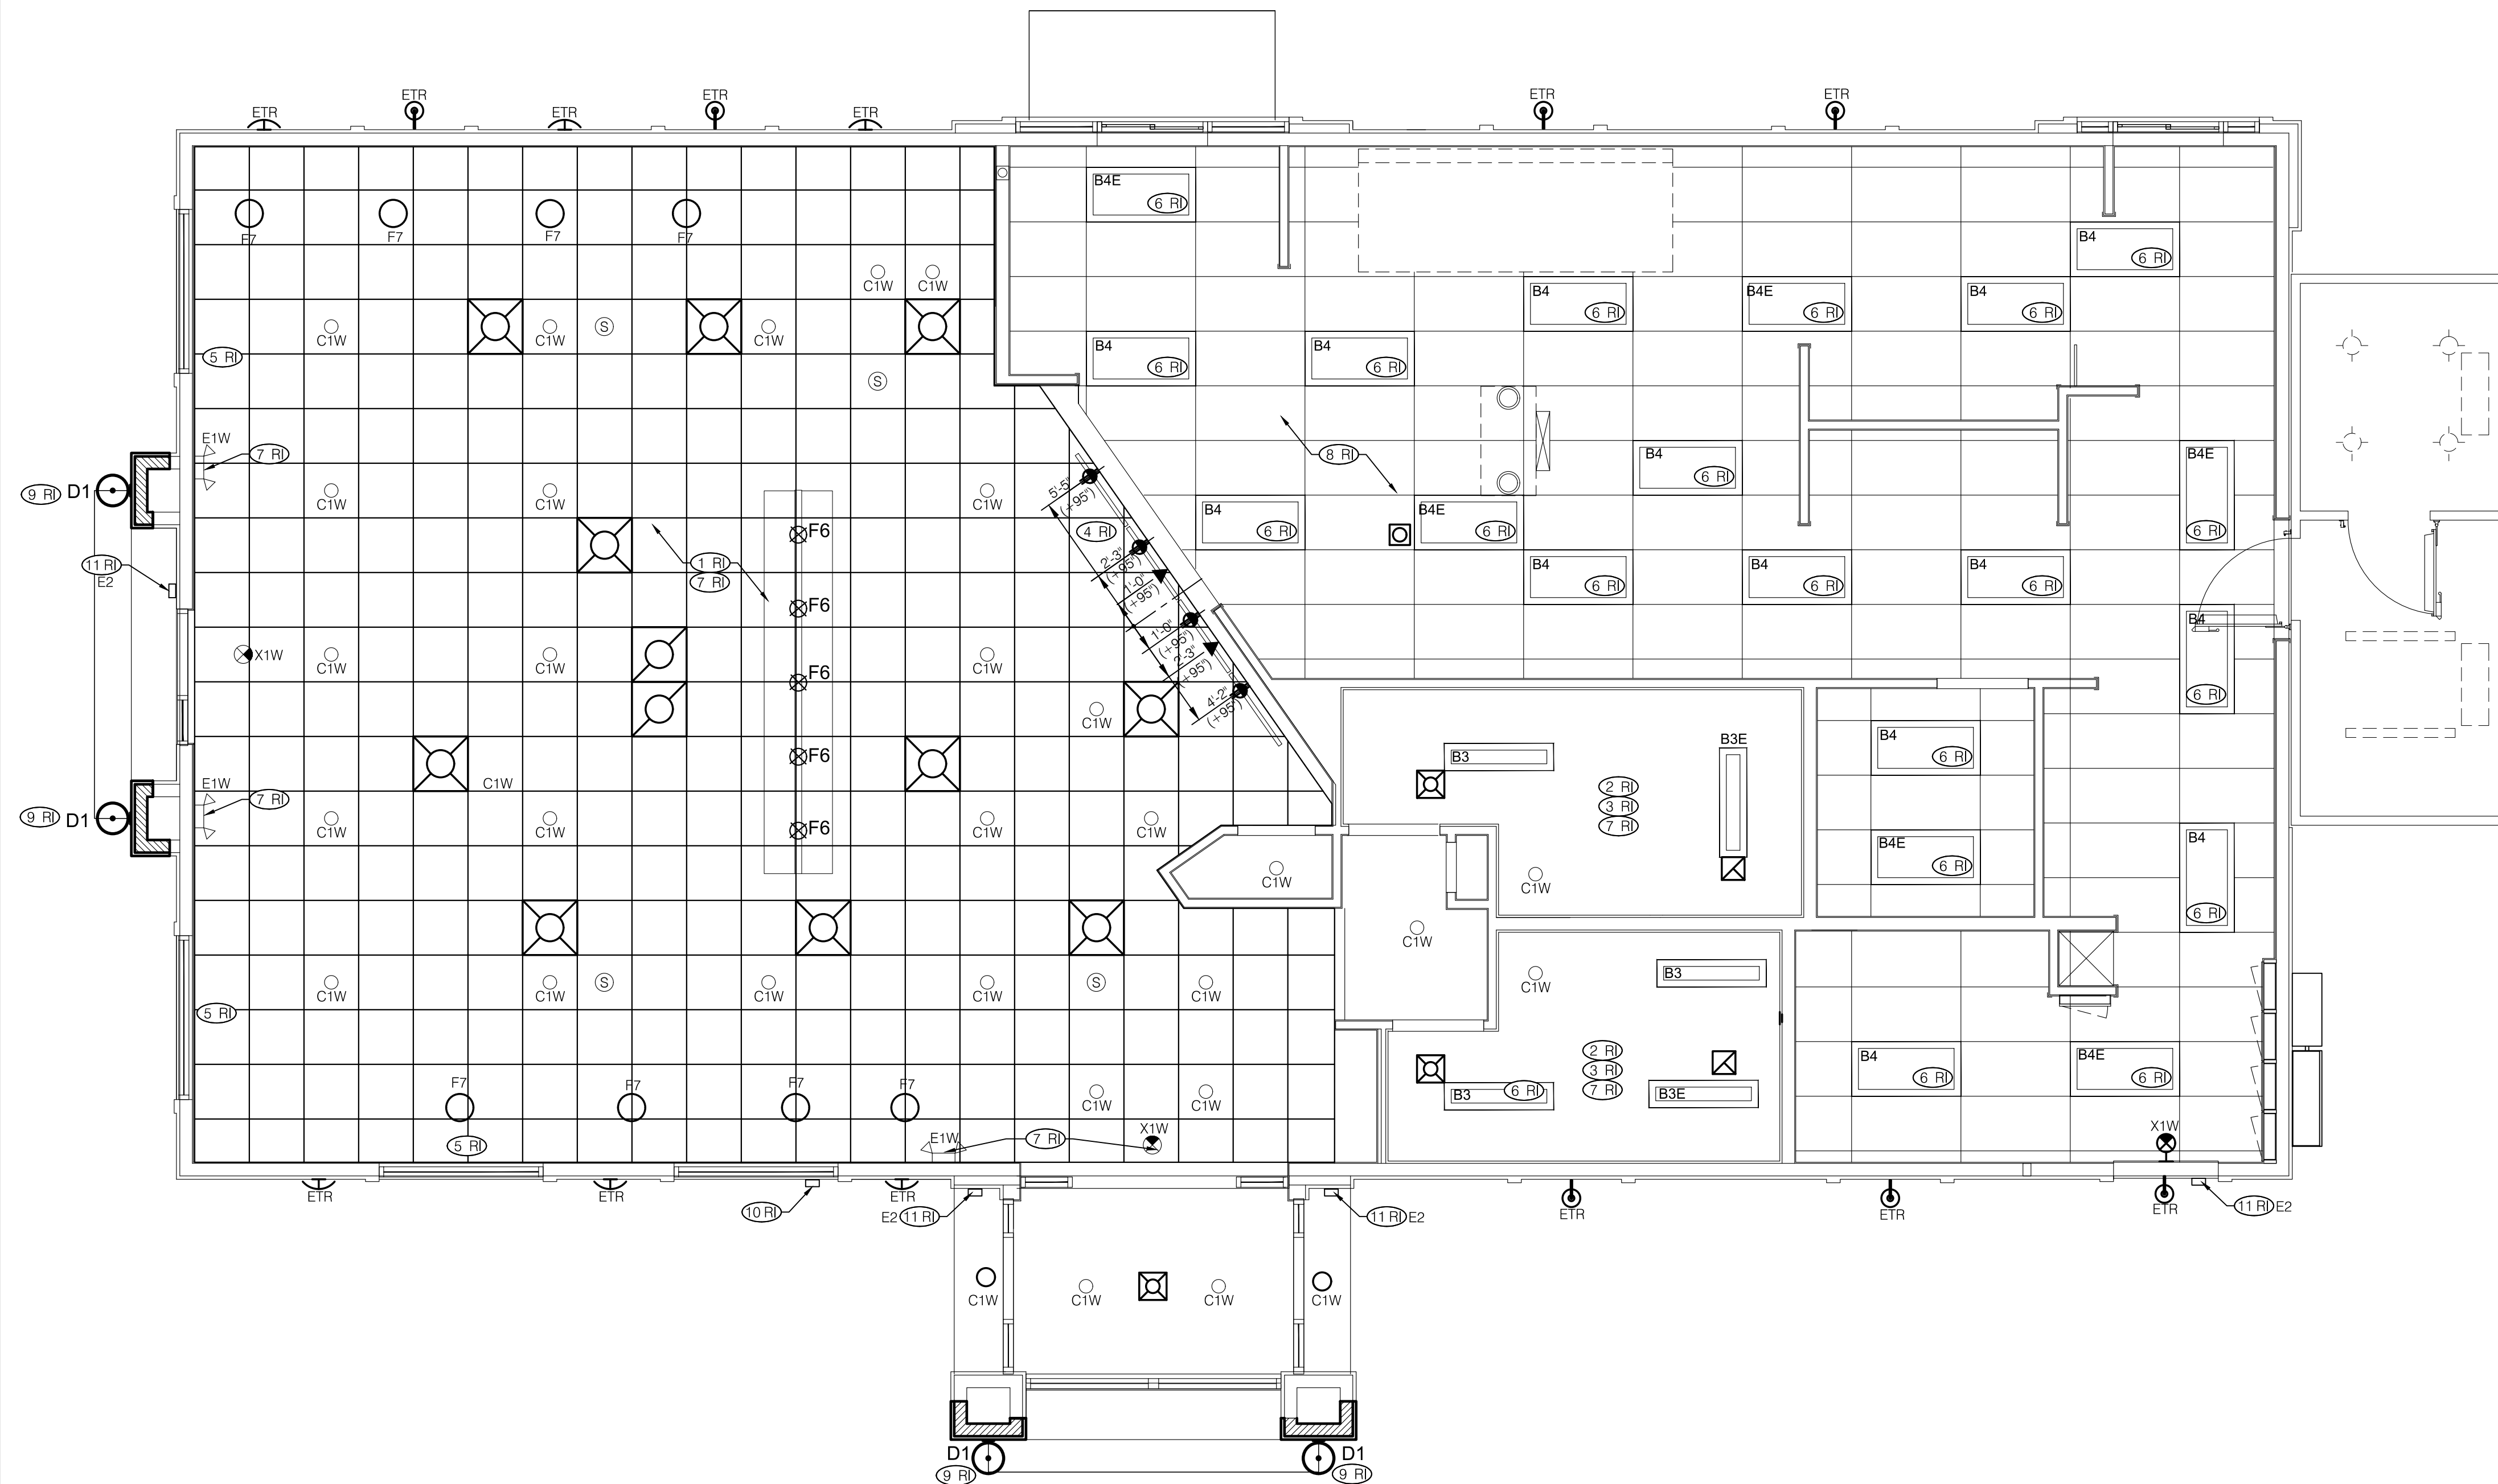 ETR
ETR
ETR
ETR
ETR
ETR
ETR
F7
F7
F7
F7
B4E
6 RI
B4
6 RI
C1W
C1W
B4
6 RI
B4E
6 RI
B4
6 RI
C1W
C1W
S
C1W
5 RI
B4
6 RI
B4
6 RI
S
E1W
7 RI
8 RI
B4
6 RI
B4E
6 RI
9 RI
D1
C1W
C1W
C1W
5'-5"
(+95")
4 RI
B4
6 RI
B4E
6 RI
F6
11 RI
E2
1 RI
7 RI
2'-3"
(+95")
1'-0"
(+95")
B4
6 RI
B4
6 RI
B4
6 RI
F6
1'-0"
(+95")
2'-3"
(+95")
4'-2"
(+95")
B4
6 RI
X1W
C1W
C1W
C1W
F6
C1W
F6
B3
B3E
B4
6 RI
E1W
7 RI
C1W
2 RI
3 RI
7 RI
9 RI
D1
C1W
C1W
F6
C1W
C1W
B4E
6 RI
B4
6 RI
C1W
C1W
C1W
C1W
C1W
S
C1W
C1W
S
C1W
C1W
B3
5 RI
2 RI
3 RI
7 RI
B3
6 RI
B3E
B4
6 RI
B4E
6 RI
F7
F7
F7
F7
C1W
C1W
5 RI
E1W
7 RI
X1W
X1W
ETR
ETR
ETR
10 RI
E2
11 RI
11 RI
E2
ETR
ETR
ETR
11 RI
E2
C1W
C1W
C1W
C1W
D1
9 RI
D1
9 RI